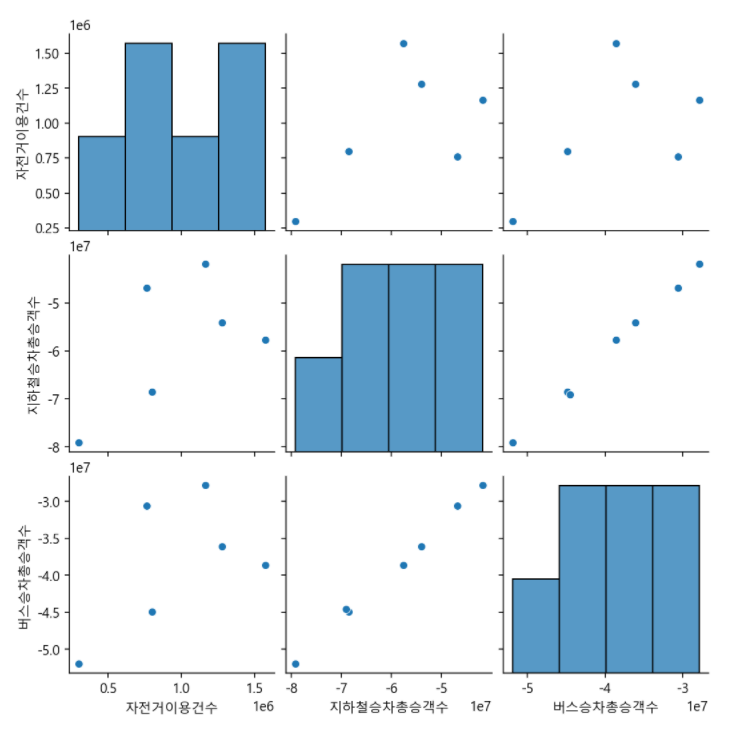 1e6
1.50
1.25
1.00
0.75
0.50
0.25
자전거이용건수
1e7
-5
-6
-7
-8
지하철승차총승객수
1e7
-3.0
-3.5
-4.0
-4.5
-5.0
버스승차총승객수
0.5 1.0 1.5
자전거이용건수 1e6
-8 -7 -6 -5
지하철승차총승객수 1e7
-5 -4 -3
버스승차총승객수 1e7